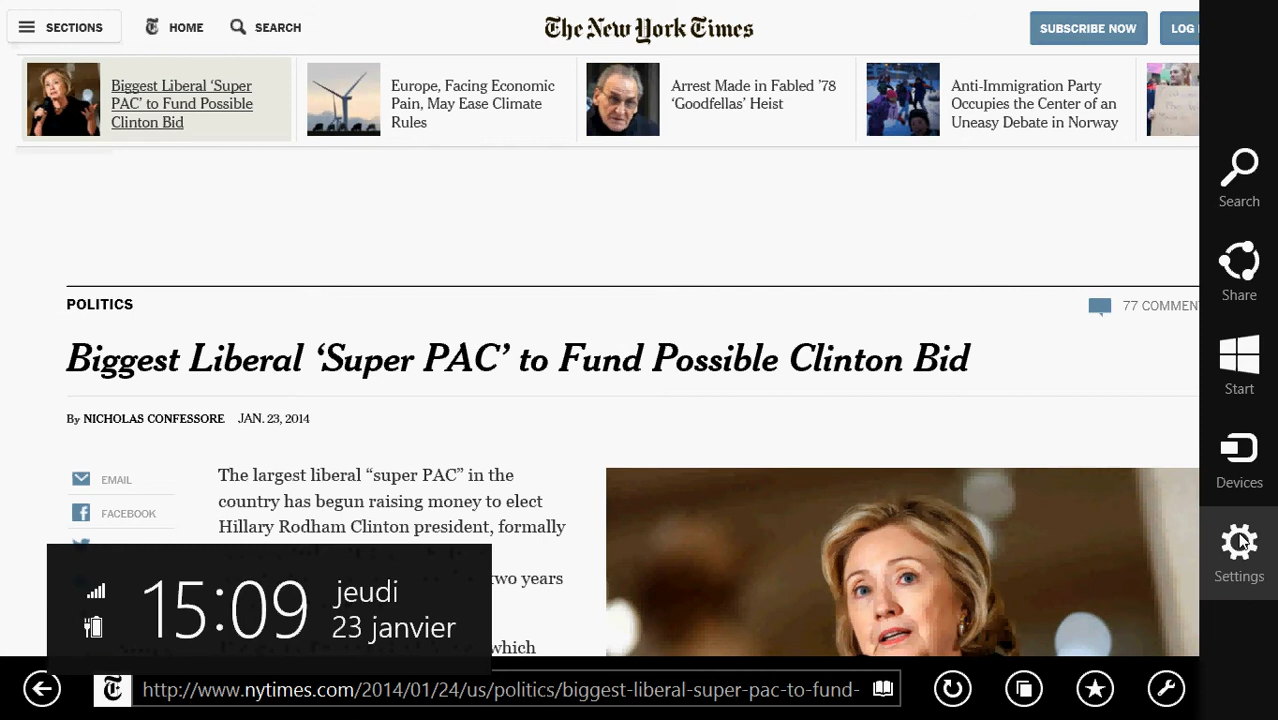 SECTIONS
HOME
SEARCH
The New York Times
SUBSCRIBE NOW
LOG
Biggest Liberal ‘Super
PAC’ to Fund Possible
Clinton Bid
Europe, Facing Economic
Pain, May Ease Climate
Rules
Arrest Made in Fabled ’78
‘Goodfellas’ Heist
Anti-Immigration Party
Occupies the Center of an
Uneasy Debate in Norway
POLITICS
77 COMMEN
Biggest Liberal ‘Super PAC’ to Fund Possible Clinton Bid
By NICHOLAS CONFESSORE JAN. 23, 2014
EMAIL
FACEBOOK
The largest liberal “super PAC” in the
country has begun raising money to elect
Hillary Rodham Clinton president, formally
two years
which
15:09
jeudi
23 janvier
http://www.nytimes.com/2014/01/24/us/politics/biggest-liberal-super-pac-to-fund-
Search
Share
Start
Devices
Settings